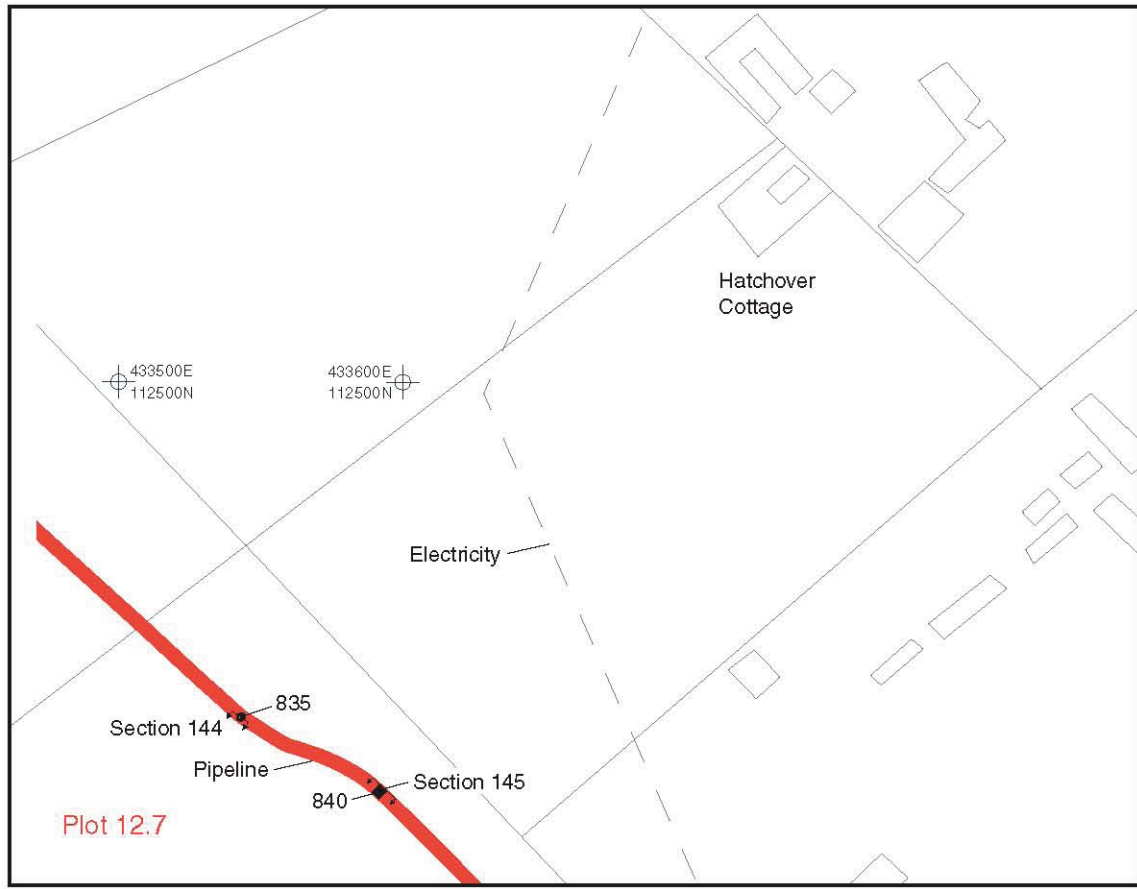 Hatchover
Cottage
433500E
112500N
433600E
112500N
Electricity
835
Section 144
Pipeline
Section 145
840
Plot 12.7